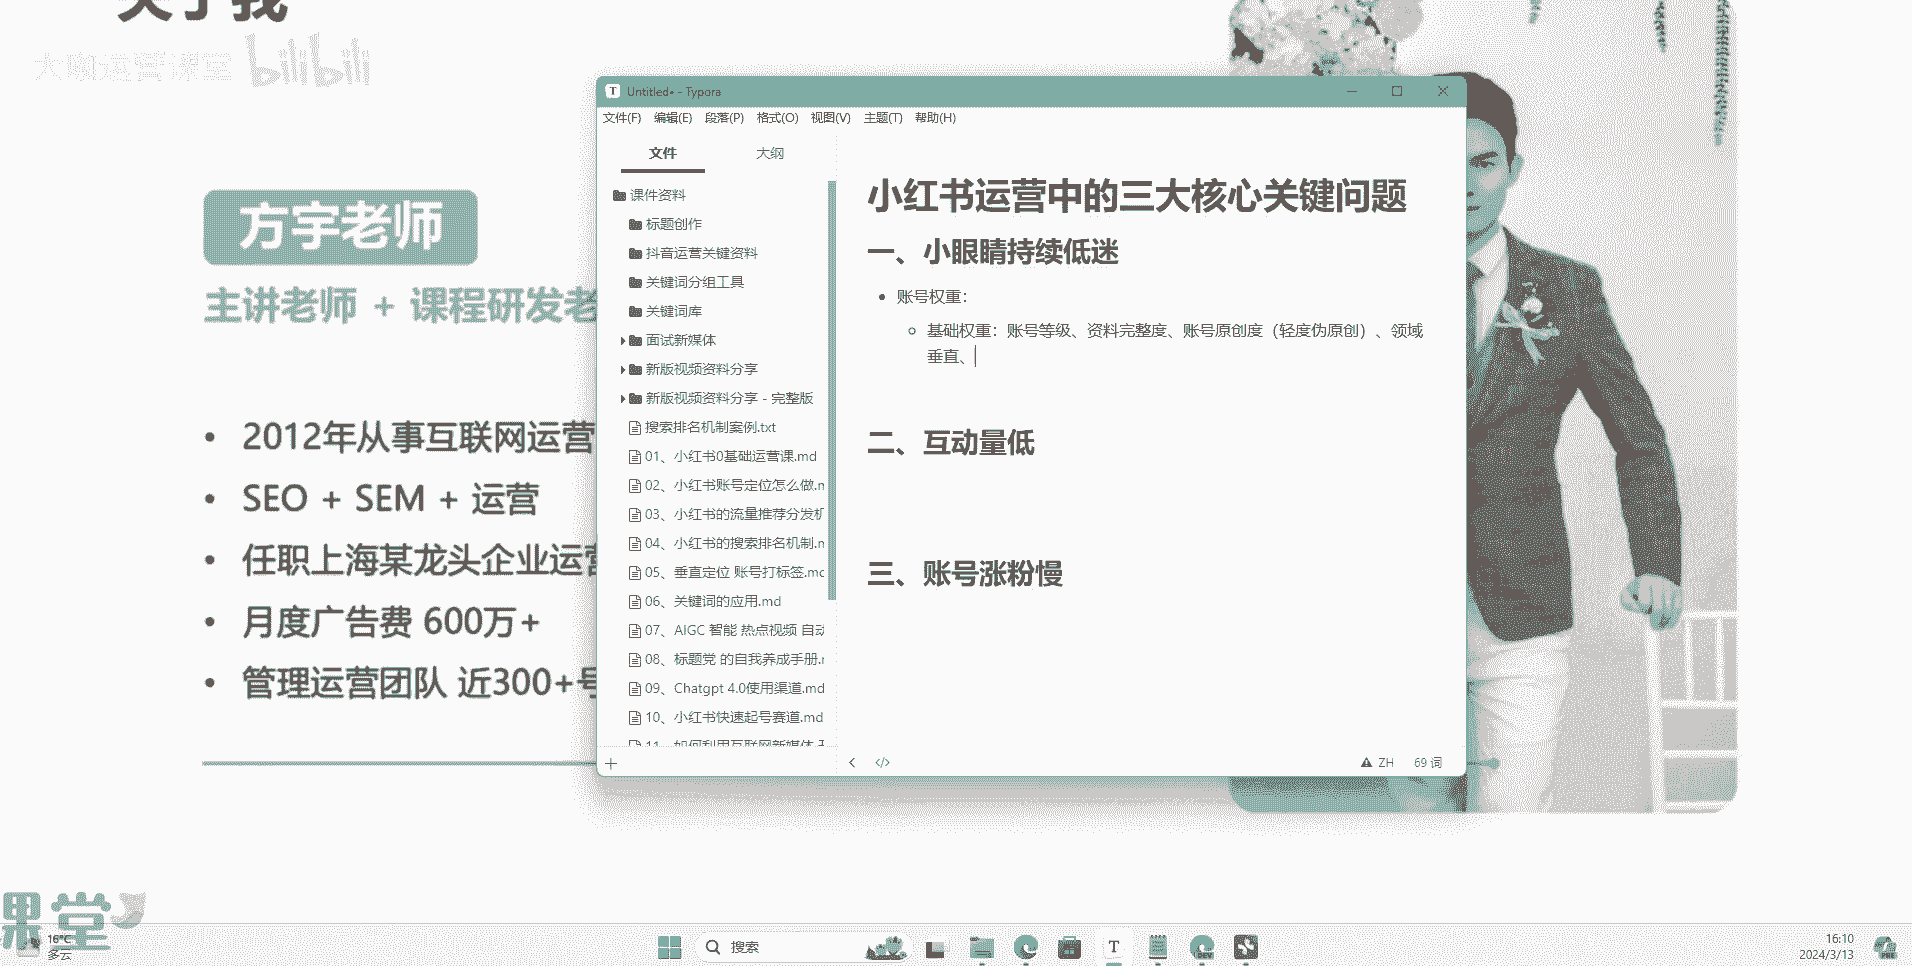 关于我
大咖运营课堂 bilibili
方宇老师
主讲老师 + 课程研发老
• 2012年从事互联网运营
• SEO + SEM + 运营
• 任职上海某龙头企业运营
• 月度广告费 600万+
• 管理运营团队 近300+号
T Untitled• - Typora
文件(F) 编辑(E) 段落(P) 格式(O) 视图(V) 主题(T) 帮助(H)
文件 大纲
课件资料
标题创作
抖音运营关键资料
关键词分组工具
关键词库
面试新媒体
新版视频资料分享
新版视频资料分享 - 完整版
搜索排名机制案例.txt
01、小红书0基础运营课.md
02、小红书账号定位怎么做.m
03、小红书的流量推荐分发机
04、小红书的搜索排名机制.m
05、垂直定位 账号打标签.md
06、关键词的应用.md
07、AIGC 智能 热点视频 自动
08、标题党 的自我养成手册.m
09、Chatgpt 4.0使用渠道.md
10、小红书快速起号赛道.md
11、如何利用互联网新媒体
小红书运营中的三大核心关键问题
一、小眼睛持续低迷
• 账号权重：
基础权重：账号等级、资料完整度、账号原创度（轻度伪原创）、领域
垂直、
二、互动量低
三、账号涨粉慢
ZH 69 词
课堂
16°C
多云
搜索
T
DEV
16:10
2024/3/13
PRE